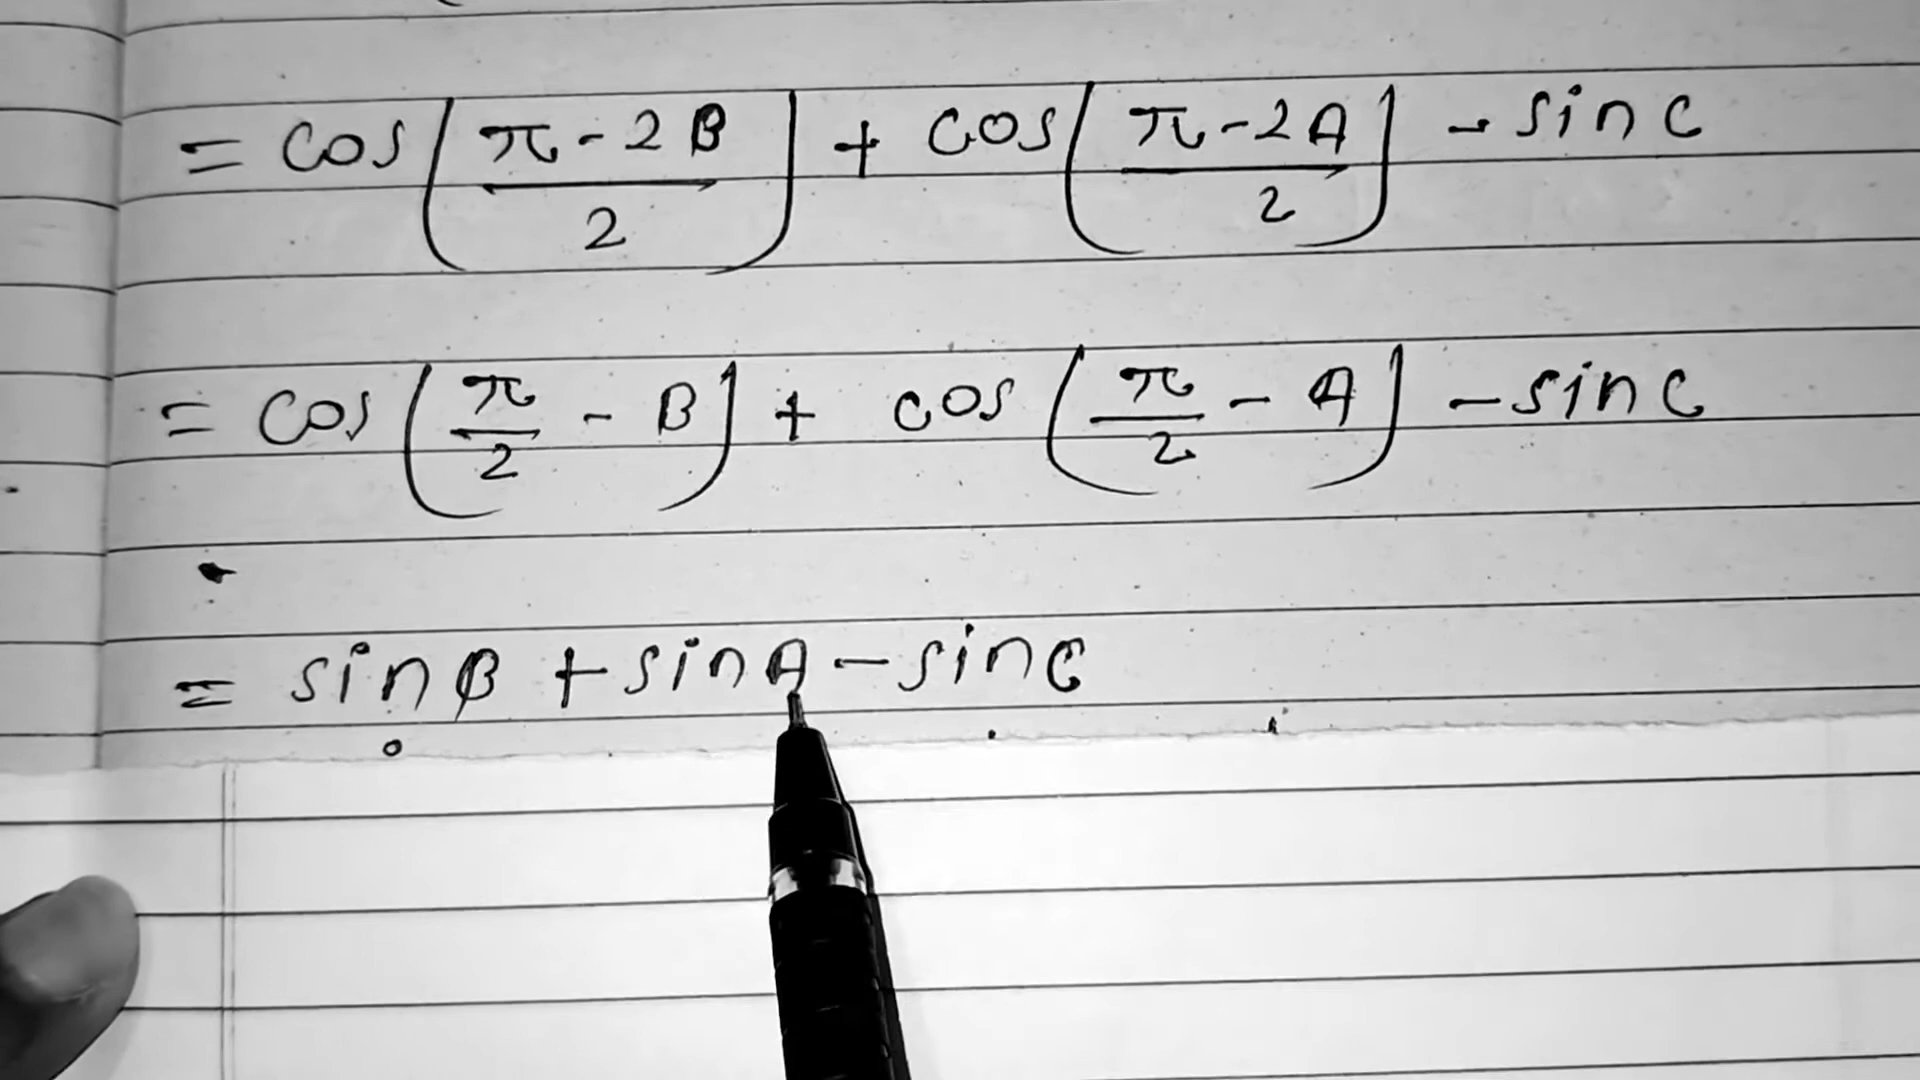 = cos(π-2B/2) + cos(π-2A/2) - sin C
= cos(π/2 - B) + cos(π/2 - A) - sin C
= sin B + sin A - sin C